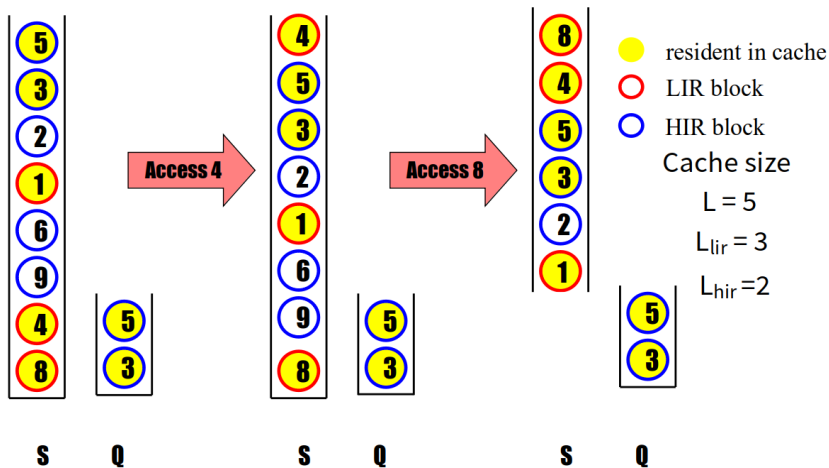 5
3
2
1
6
9
4
8
5
3
S
Q
Access 4
4
5
3
2
1
6
9
8
5
3
S
Q
Access 8
8
4
5
3
2
1
5
3
S
Q
resident in cache
LIR block
HIR block
Cache size
L = 5
Llir = 3
Lhir =2